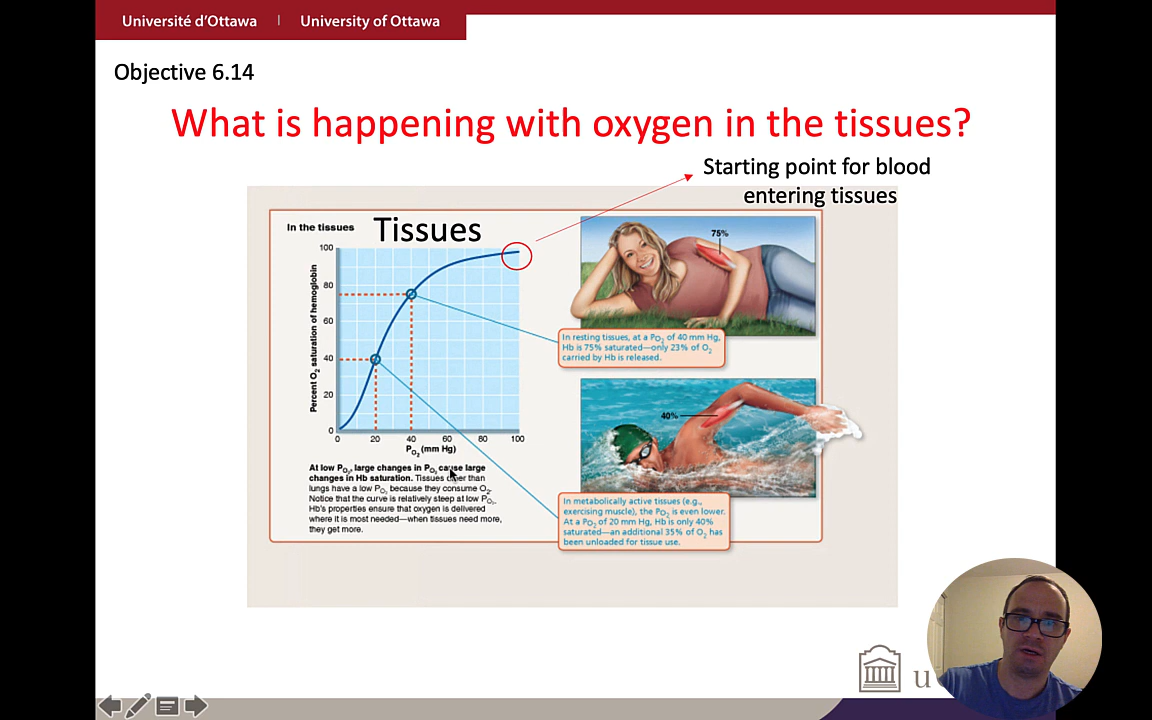 Université d'Ottawa | University of Ottawa
Objective 6.14
What is happening with oxygen in the tissues?
Starting point for blood
entering tissues
In the tissues
Tissues
Percent O2 saturation of hemoglobin
100
80
60
40
20
0
0 20 40 60 80 100
PO2 (mm Hg)
At low PO2, large changes in PO2 cause large
changes in Hb saturation. Tissues other than
lungs have a low PO2 because they consume O2.
Notice that the curve is relatively steep at low PO2.
Hb's properties ensure that oxygen is delivered
where it is most needed—when tissues need more,
they get more.
75%
In resting tissues, at a PO2 of 40 mm Hg,
Hb is 75% saturated—only 23% of O2
carried by Hb is released.
40%
In metabolically active tissues (e.g.,
exercising muscle), the PO2 is even lower.
At a PO2 of 20 mm Hg, Hb is only 40%
saturated—an additional 35% of O2 has
been unloaded for tissue use.